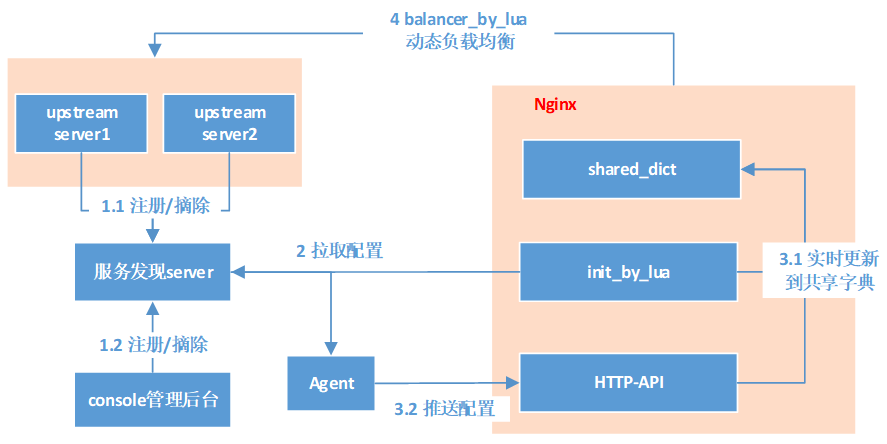 4 balancer_by_lua
动态负载均衡
upstream
server1
upstream
server2
Nginx
shared_dict
1.1 注册/摘除
服务发现server
2 拉取配置
init_by_lua
3.1 实时更新
到共享字典
1.2 注册/摘除
console管理后台
Agent
3.2 推送配置
HTTP-API